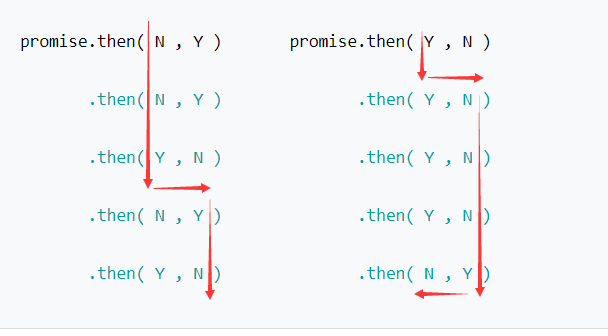 promise.then( N , Y )
.then( N , Y )
.then( Y , N )
.then( N , Y )
.then( Y , N )
promise.then( Y , N )
.then( Y , N )
.then( Y , N )
.then( Y , N )
.then( N , Y )